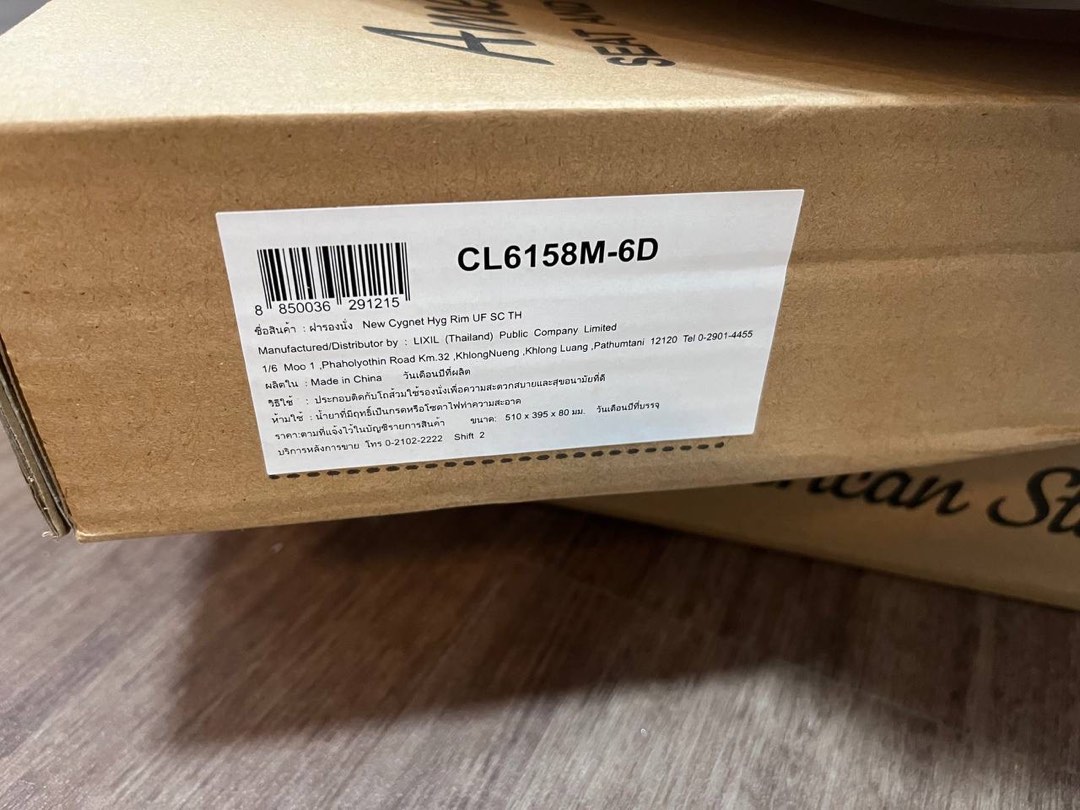 SEAT
CL6158M-6D
8 850036 291215
ชื่อสินค้า : ฝารองนั่ง New Cygnet Hyg Rim UF SC TH
Manufactured/Distributor by : LIXIL (Thailand) Public Company Limited
1/6 Moo 1 ,Phaholyothin Road Km.32 ,KhlongNueng ,Khlong Luang ,Pathumtani 12120 Tel 0-2901-4455
ผลิตใน : Made in China วันเดือนปีที่ผลิต
วิธีใช้ : ประกอบติดกับโถส้วมใช้รองนั่งเพื่อความสะดวกสบายและสุขอนามัยที่ดี
ห้ามใช้ : น้ำยาที่มีฤทธิ์เป็นกรดหรือโซดาไฟทำความสะอาด
ราคา:ตามที่แจ้งไว้ในบัญชีรายการสินค้า ขนาด: 510 x 395 x 80 มม. วันเดือนปีที่บรรจุ
บริการหลังการขาย โทร 0-2102-2222 Shift 2
rican St